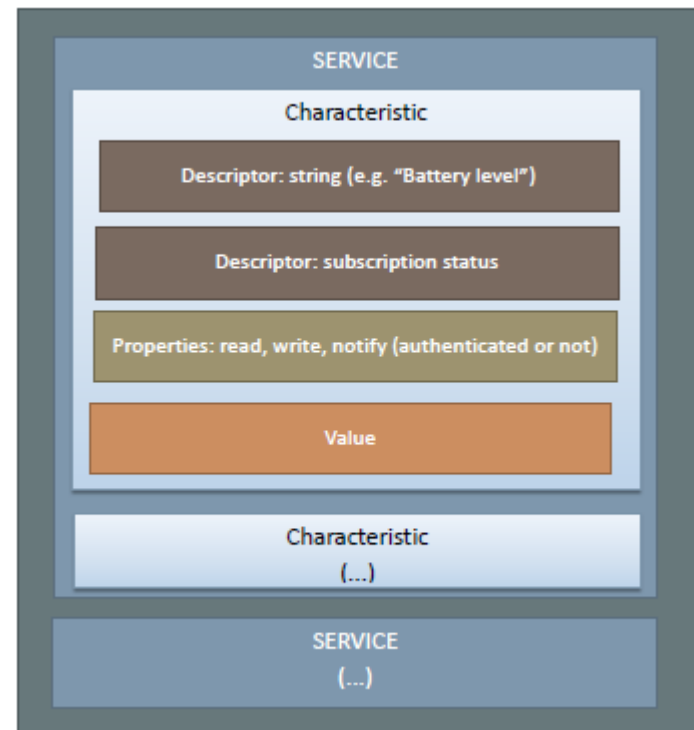 SERVICE
Characteristic
Descriptor: string (e.g. “Battery level”)
Descriptor: subscription status
Properties: read, write, notify (authenticated or not)
Value
Characteristic
(...)
SERVICE
(...)